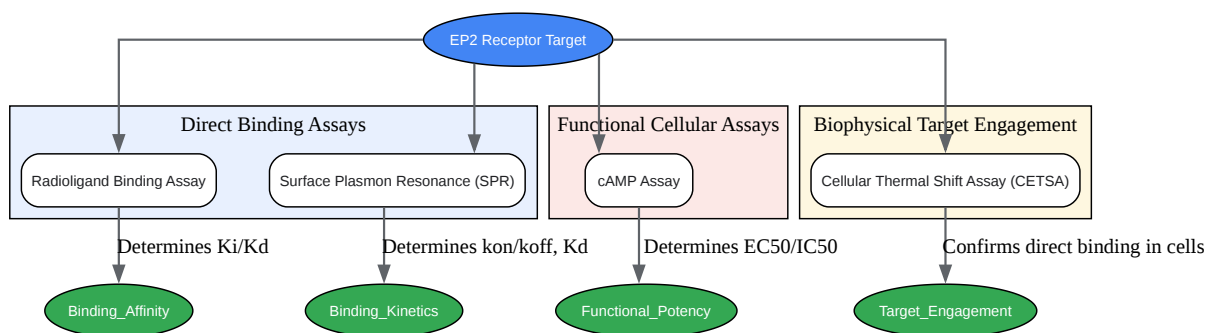 EP2 Receptor Target
Direct Binding Assays
Functional Cellular Assays
Biophysical Target Engagement
Radioligand Binding Assay
Surface Plasmon Resonance (SPR)
cAMP Assay
Cellular Thermal Shift Assay (CETSA)
Determines Ki/Kd
Determines kon/koff, Kd
Determines EC50/IC50
Confirms direct binding in cells
Binding_Affinity
Binding_Kinetics
Functional_Potency
Target_Engagement